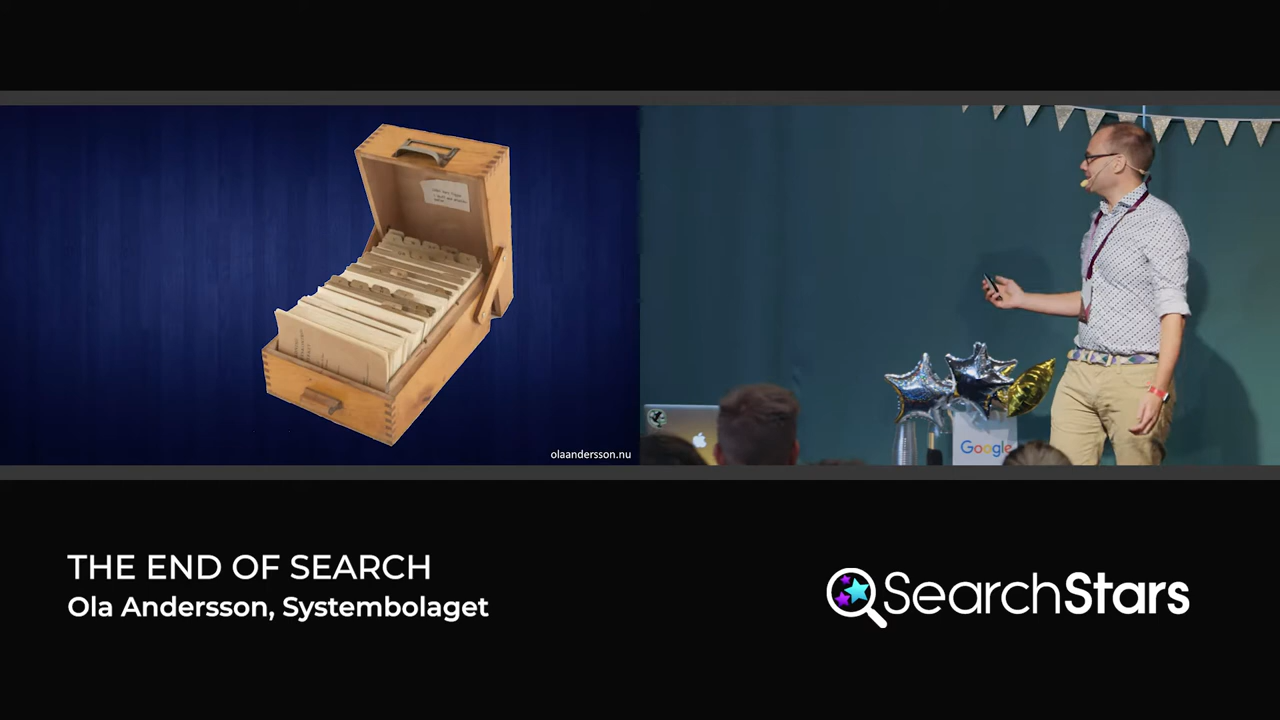 olaandersson.nu
Google
THE END OF SEARCH
Ola Andersson, Systembolaget
SearchStars